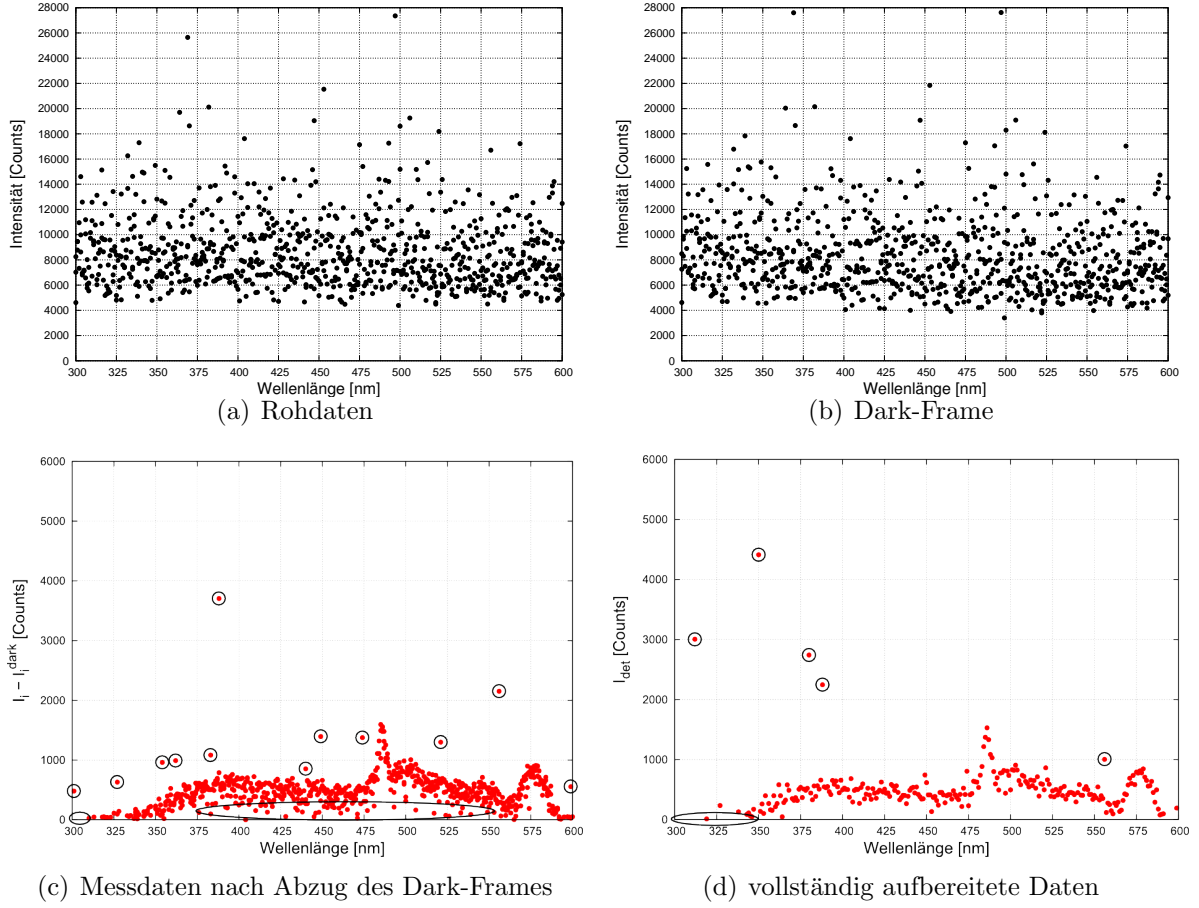 28000
26000
24000
22000
20000
18000
16000
14000
12000
10000
8000
6000
4000
2000
0
Intensität [Counts]
300 325 350 375 400 425 450 475 500 525 550 575 600
Wellenlänge [nm]
(a) Rohdaten
28000
26000
24000
22000
20000
18000
16000
14000
12000
10000
8000
6000
4000
2000
0
Intensität [Counts]
300 325 350 375 400 425 450 475 500 525 550 575 600
Wellenlänge [nm]
(b) Dark-Frame
6000
5000
4000
3000
2000
1000
0
I_i − I_i^dark [Counts]
300 325 350 375 400 425 450 475 500 525 550 575 600
Wellenlänge [nm]
(c) Messdaten nach Abzug des Dark-Frames
6000
5000
4000
3000
2000
1000
0
I_det [Counts]
300 325 350 375 400 425 450 475 500 525 550 575 600
Wellenlänge [nm]
(d) vollständig aufbereitete Daten